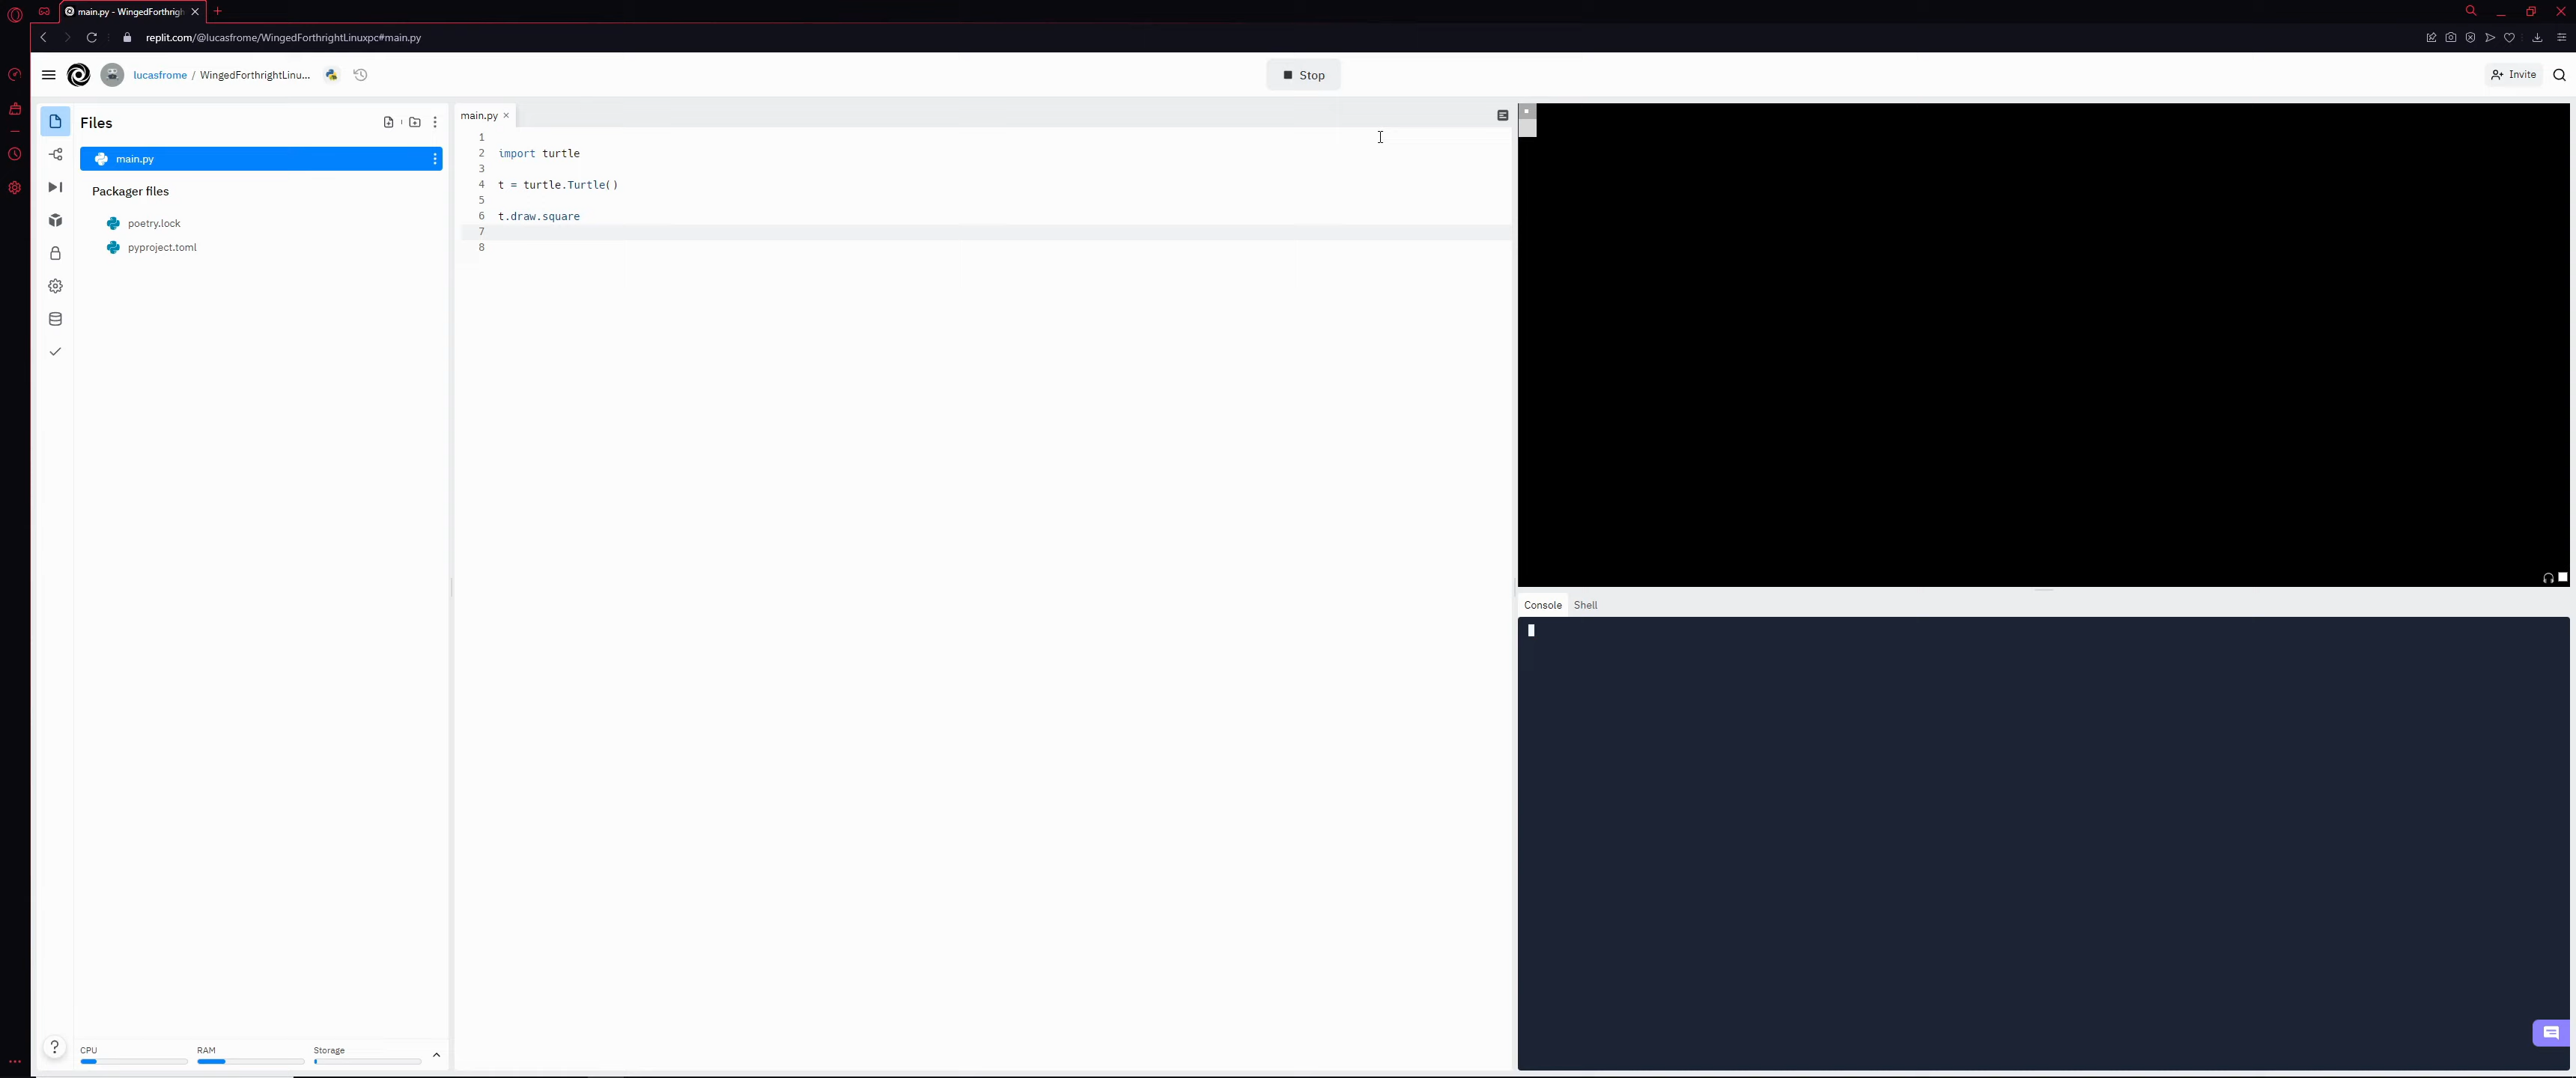 main.py - WingedForthrigh
replit.com/@lucasfrome/WingedForthrightLinuxpc#main.py
lucasfrome / WingedForthrightLinu...
Stop
Invite
Files
main.py
Packager files
poetry.lock
pyproject.toml
CPU
RAM
Storage
main.py
1
2 import turtle
3
4 t = turtle.Turtle()
5
6 t.draw.square
7
8
Console Shell